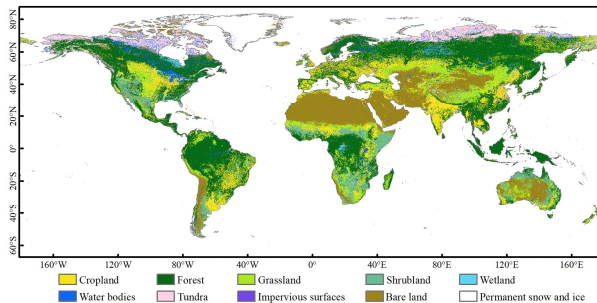 80°N
60°N
40°N
20°N
0°
20°S
40°S
60°S
160°W 120°W 80°W 40°W 0° 40°E 80°E 120°E 160°E
Cropland Forest Grassland Shrubland Wetland
Water bodies Tundra Impervious surfaces Bare land Permanent snow and ice